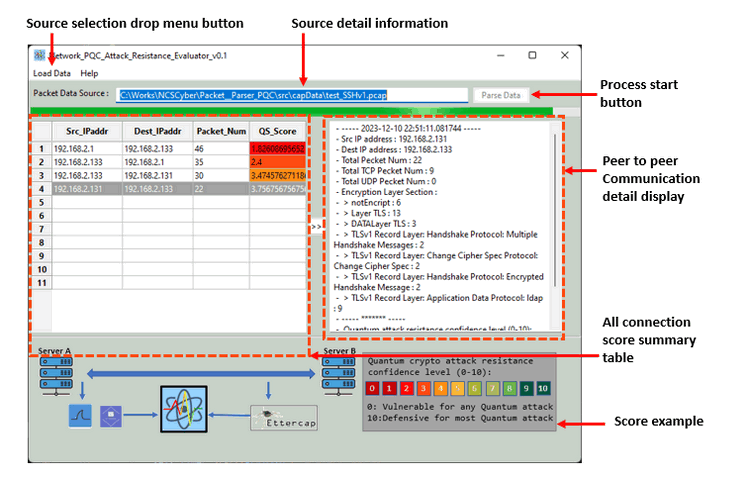 Source selection drop menu button
Source detail information
Network_PQC_Attack_Resistance_Evaluator_v0.1
Load Data Help
Packet Data Source :
C:\Works\NCSCyber\Packet__Parser_PQC\src\capData\test_SSHv1.pcap
Parse Data
Process start
button
Src_IPaddr Dest_IPaddr Packet_Num QS_Score
1 192.168.2.1 192.168.2.133 46 1.82608695652
2 192.168.2.133 192.168.2.1 35 2.4
3 192.168.2.131 192.168.2.133 30 3.47457627118
4 192.168.2.133 192.168.2.131 22 3.75675675675
5
6
7
8
9
10
11
>>
- ----- 2023-12-10 22:51:11.081744 -----
- Src IP address : 192.168.2.131
- Dest IP address : 192.168.2.133
- Total Pecket Num : 22
- Total TCP Pecket Num : 9
- Total UDP Pecket Num : 0
- Encryption Layer Section :
- > notEncript : 6
- > Layer TLS : 13
- > DATALayer TLS : 3
- > TLSv1 Record Layer: Handshake Protocol: Multiple
Handshake Messages : 2
- > TLSv1 Record Layer: Change Cipher Spec Protocol:
Change Cipher Spec : 2
- > TLSv1 Record Layer: Handshake Protocol: Encrypted
Handshake Message : 2
- > TLSv1 Record Layer: Application Data Protocol: ldap
: 9
- ----- ******* -----
- Quantum attack resistance confidence level (0-10):
Peer to peer
Communication
detail display
All connection
score summary
table
Server A
Server B
Ettercap
Quantum crypto attack resistance
confidence level (0-10):
0 1 2 3 4 5 6 7 8 9 10
0: Vulnerable for any Quantum attack
10:Defensive for most Quantum attack
Score example